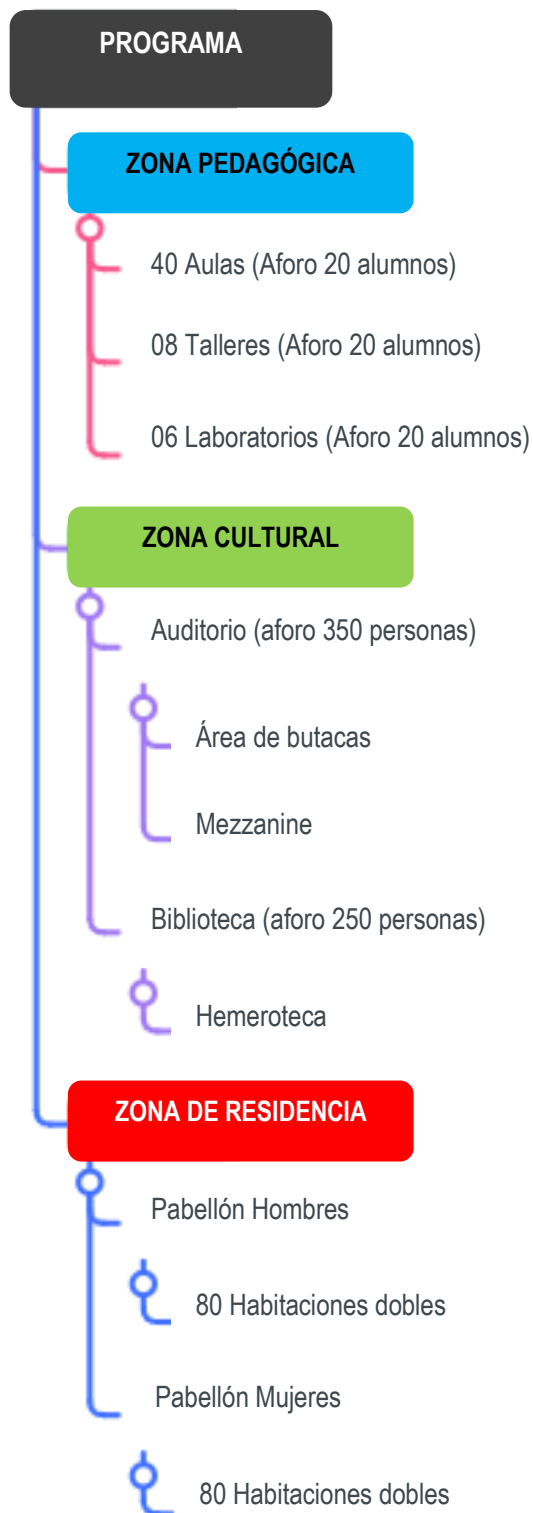 PROGRAMA
ZONA PEDAGÓGICA
40 Aulas (Aforo 20 alumnos)
08 Talleres (Aforo 20 alumnos)
06 Laboratorios (Aforo 20 alumnos)
ZONA CULTURAL
Auditorio (aforo 350 personas)
Área de butacas
Mezzanine
Biblioteca (aforo 250 personas)
Hemeroteca
ZONA DE RESIDENCIA
Pabellón Hombres
80 Habitaciones dobles
Pabellón Mujeres
80 Habitaciones dobles